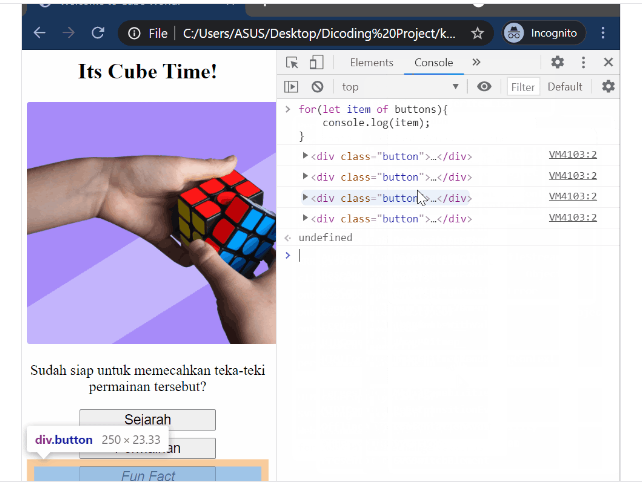 File
C:/Users/ASUS/Desktop/Dicoding%20Project/k...
Incognito
Its Cube Time!
Elements Console
top
Filter Default
for(let item of buttons){
console.log(item);
}
<div class="button">…</div> VM4103:2
<div class="button">…</div> VM4103:2
<div class="button">…</div> VM4103:2
<div class="button">…</div> VM4103:2
undefined
Sudah siap untuk memecahkan teka-teki
permainan tersebut?
Sejarah
div.button 250 × 23.33
Fun Fact